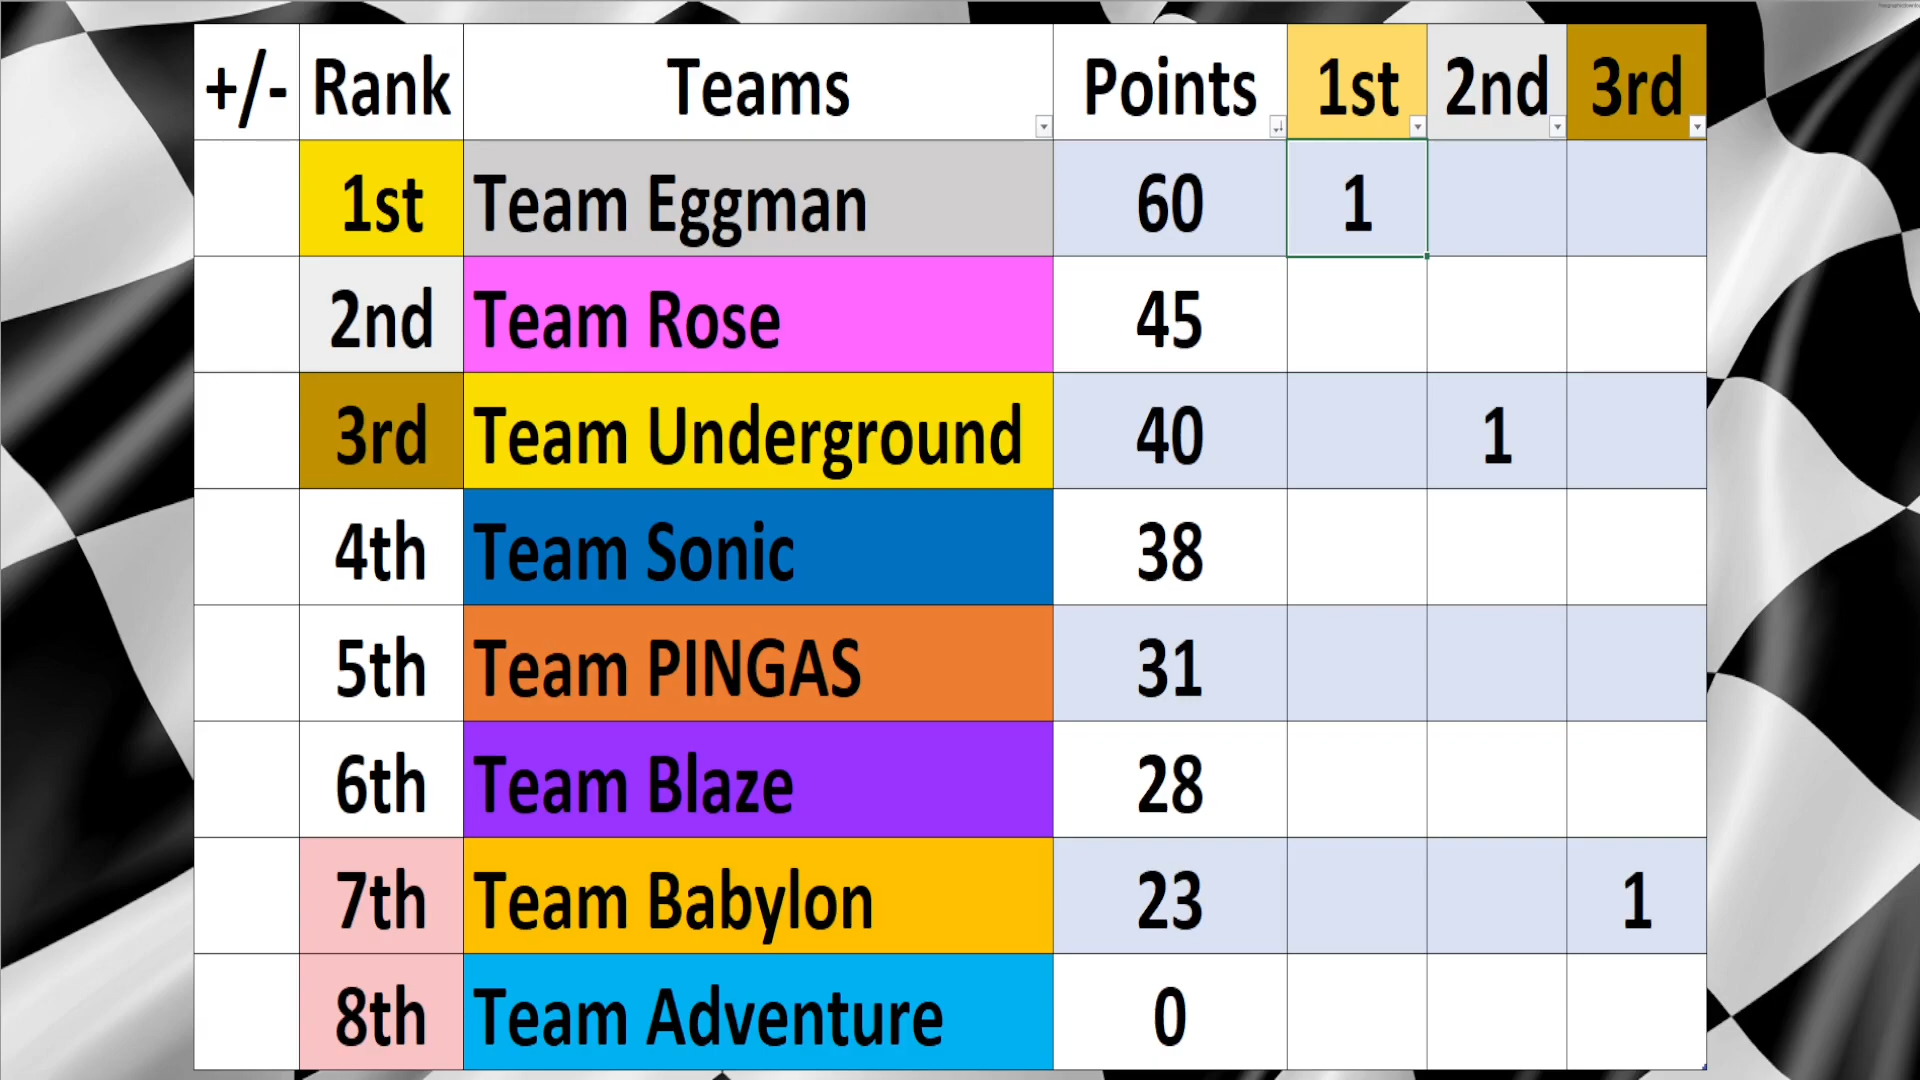 +/- Rank Teams Points 1st 2nd 3rd
1st Team Eggman 60 1
2nd Team Rose 45
3rd Team Underground 40 1
4th Team Sonic 38
5th Team PINGAS 31
6th Team Blaze 28
7th Team Babylon 23 1
8th Team Adventure 0